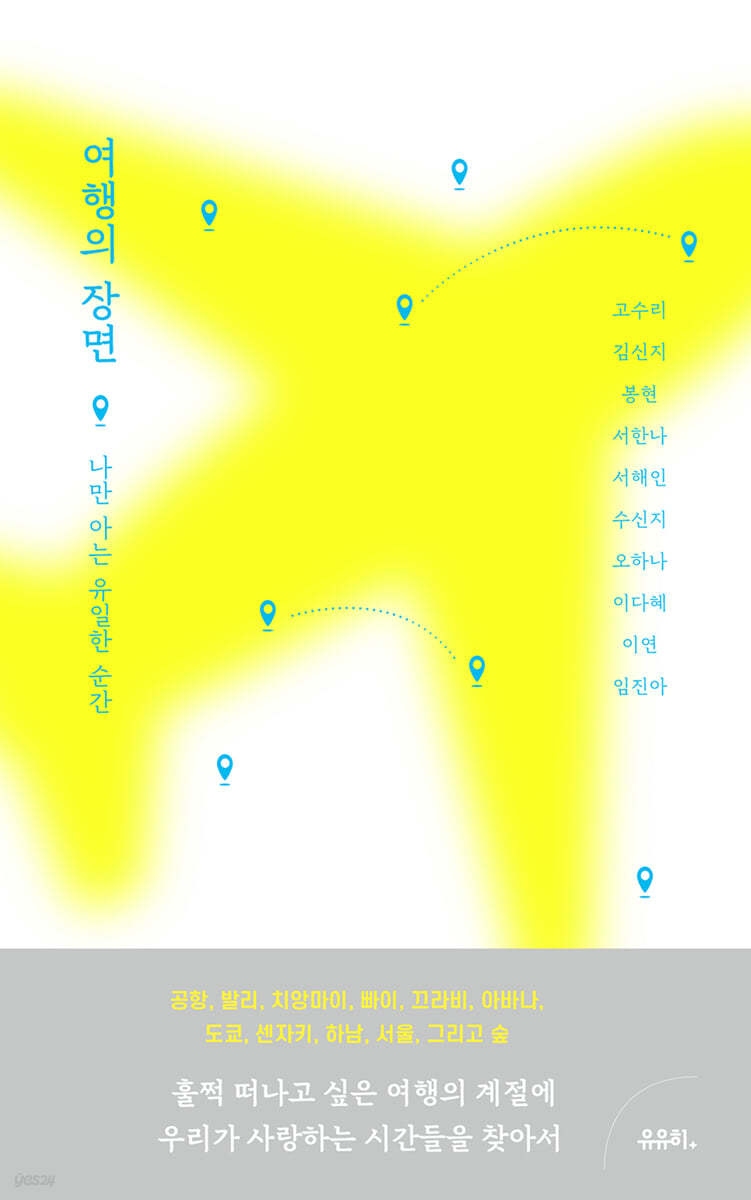 여행의 장면
나만 아는 유일한 순간
고수리
김신지
봉현
서한나
서해인
수신지
오하나
이다혜
이연
임진아
공항, 발리, 치앙마이, 빠이, 끄라비, 아바나,
도쿄, 센자키, 하남, 서울, 그리고 숲
훌쩍 떠나고 싶은 여행의 계절에
우리가 사랑하는 시간들을 찾아서
유유히
yes24